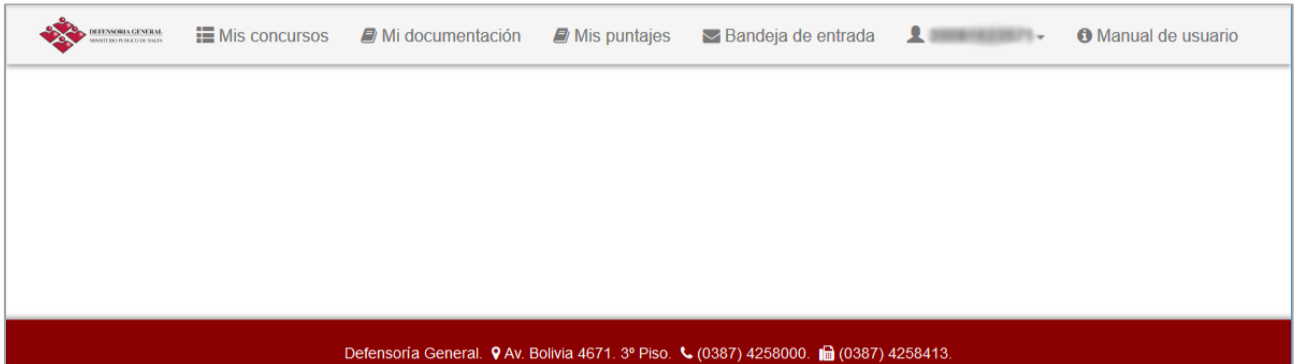 DEFENSORIA GENERAL
MINISTERIO PUBLICO DE SALTA
Mis concursos
Mi documentación
Mis puntajes
Bandeja de entrada
Manual de usuario
Defensoría General. Av. Bolivia 4671. 3º Piso. (0387) 4258000. (0387) 4258413.